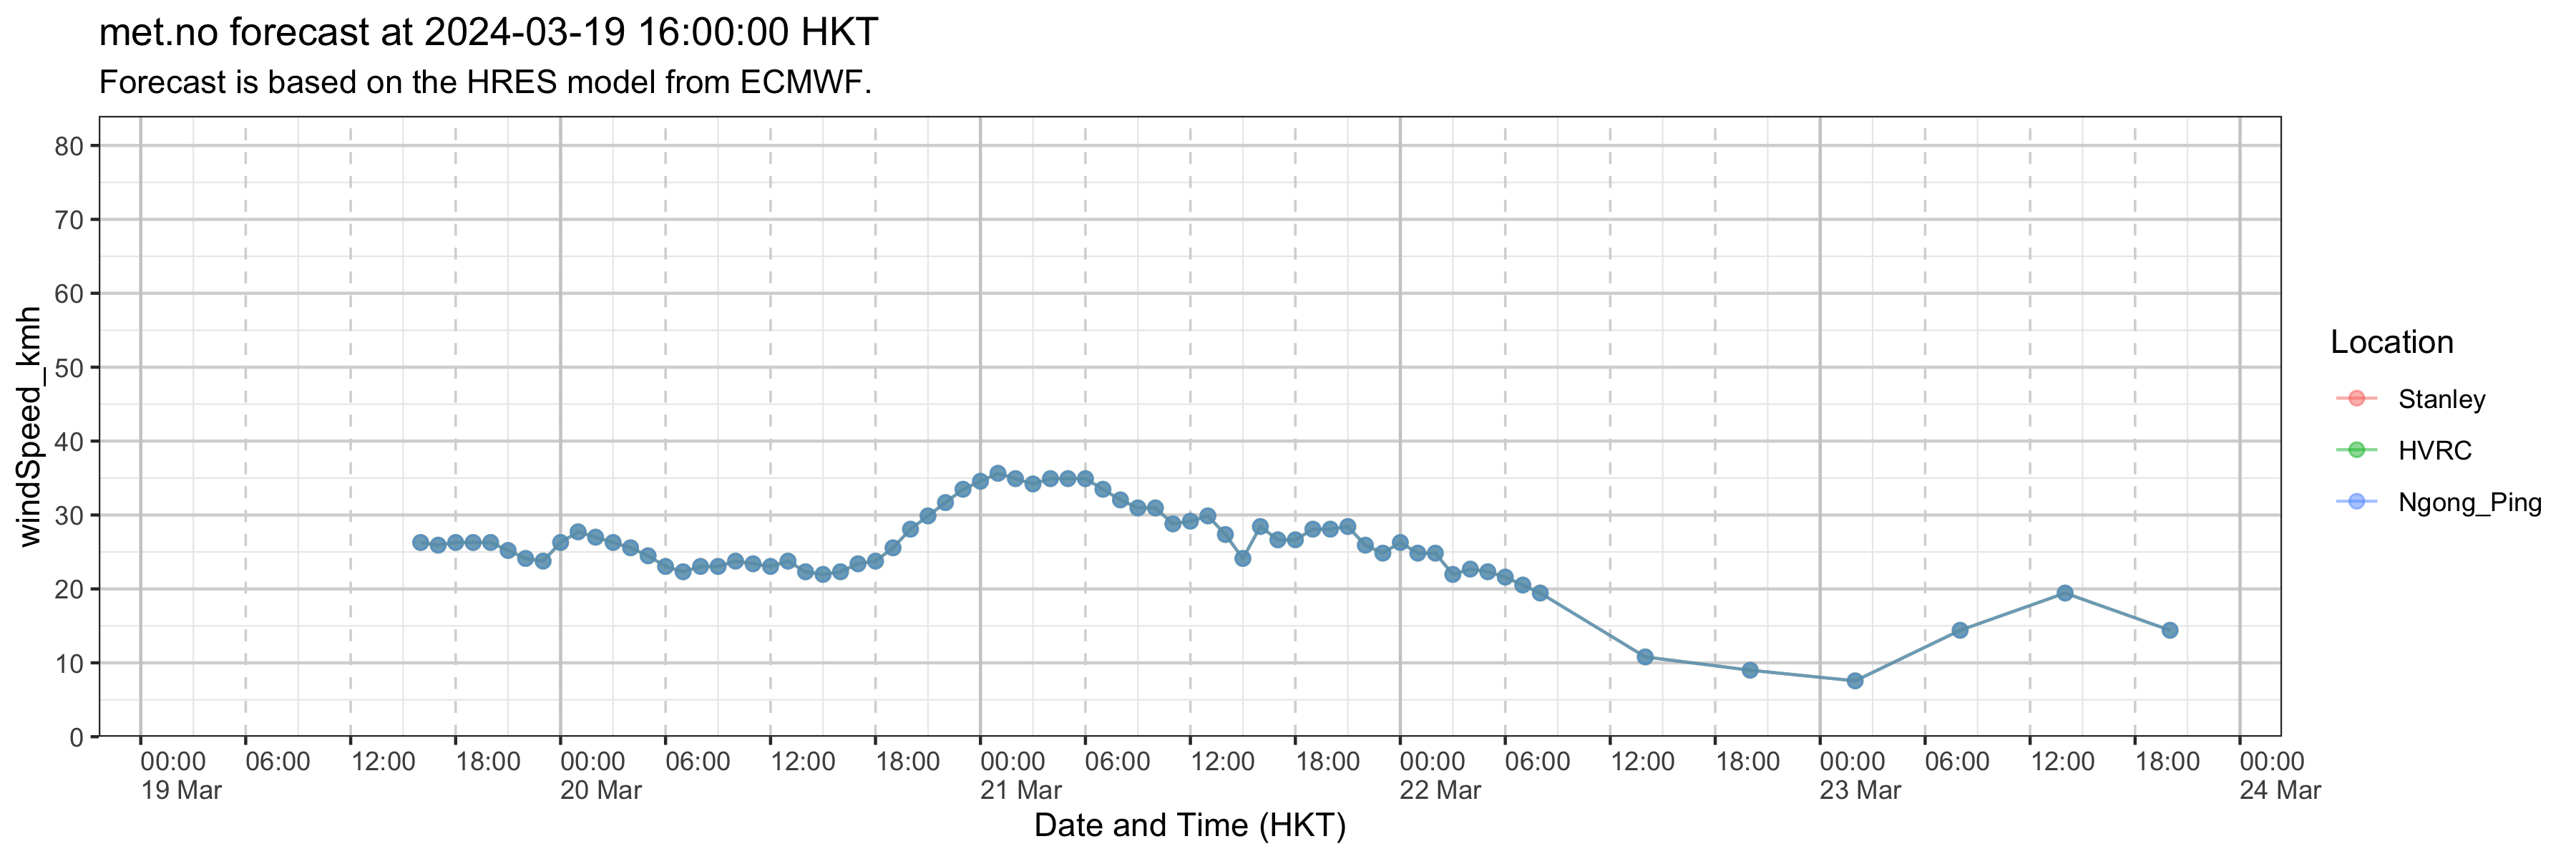 met.no forecast at 2024-03-19 16:00:00 HKT
Forecast is based on the HRES model from ECMWF.
windSpeed_kmh
80
70
60
50
40
30
20
10
0
00:00 06:00 12:00 18:00 00:00 06:00 12:00 18:00 00:00 06:00 12:00 18:00 00:00 06:00 12:00 18:00 00:00 06:00 12:00 18:00 00:00
19 Mar 20 Mar 21 Mar 22 Mar 23 Mar 24 Mar
Date and Time (HKT)
Location
Stanley
HVRC
Ngong_Ping